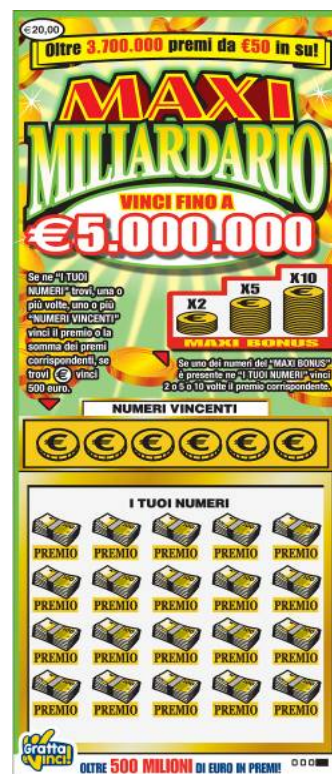 €20,00
Oltre 3.700.000 premi da €50 in su!
MAXI
MILIARDARIO
VINCI FINO A
€5.000.000
Se ne "I TUOI
NUMERI" trovi, una o
più volte, uno o più
"NUMERI VINCENTI"
vinci il premio o la
somma dei premi
corrispondenti, se
trovi € vinci
500 euro.
X2 X5 X10
MAXI BONUS
Se uno dei numeri del "MAXI BONUS"
è presente ne "I TUOI NUMERI" vinci
2 o 5 o 10 volte il premio corrispondente.
NUMERI VINCENTI
€ € € € € €
I TUOI NUMERI
PREMIO PREMIO PREMIO PREMIO PREMIO
PREMIO PREMIO PREMIO PREMIO PREMIO
PREMIO PREMIO PREMIO PREMIO PREMIO
PREMIO PREMIO PREMIO PREMIO PREMIO
Gratta
e Vinci!
OLTRE 500 MILIONI DI EURO IN PREMI!